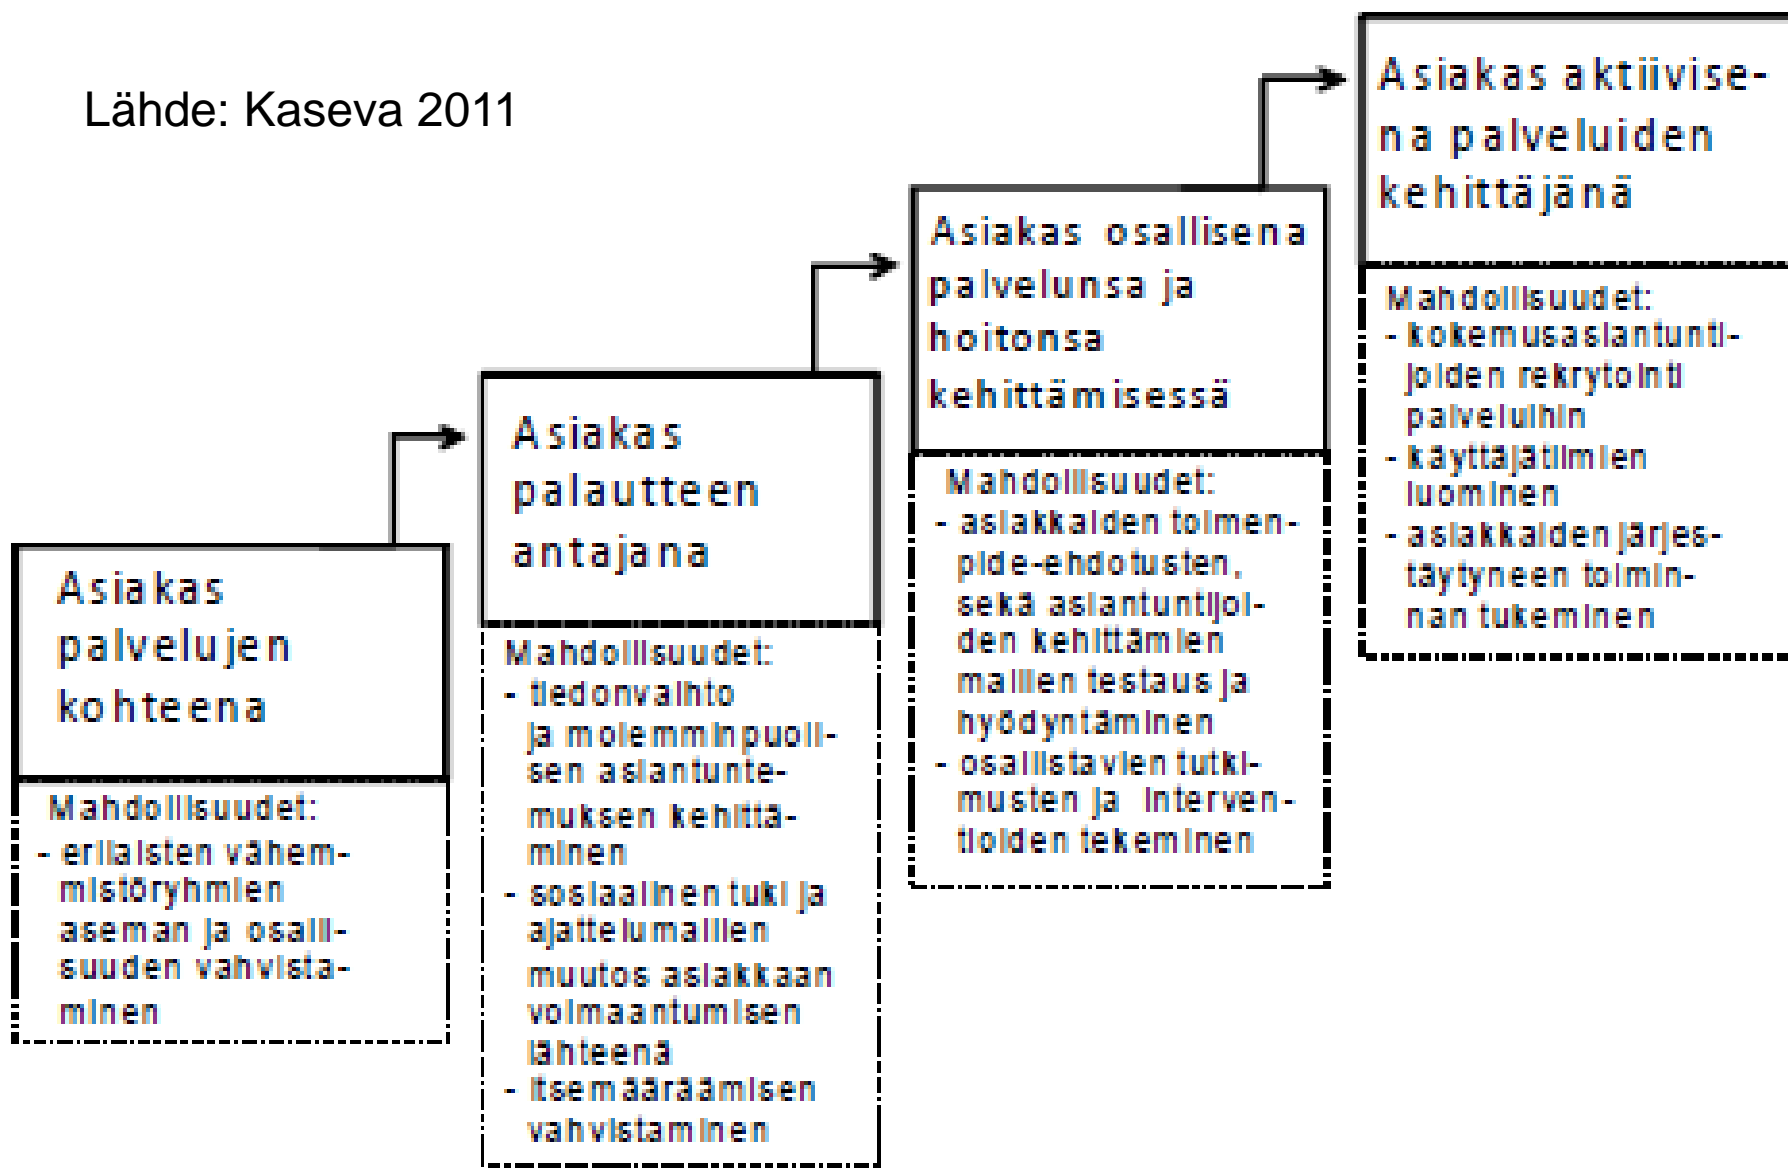 Lähde: Kaseva 2011
Asiakas
palvelujen
kohteena
Mahdollisuudet:
- erilaisten vähem-
mistöryhmien
aseman ja osalli-
suuden vahvista-
minen
Asiakas
palautteen
antajana
Mahdollisuudet:
- tiedonvaihto
ja molemminpuoli-
sen asiantunte-
muksen kehittä-
minen
- sosiaalinen tuki ja
ajattelumallien
muutos asiakkaan
voimaantumisen
lähteenä
- itsemääräämisen
vahvistaminen
Asiakas osallisena
palvelunsa ja
hoitonsa
kehittämisessä
Mahdollisuudet:
- asiakkaiden toimen-
pide-ehdotusten,
sekä asiantuntijoi-
den kehittämien
mallien testaus ja
hyödyntäminen
- osallistavien tutki-
musten ja interven-
tioiden tekeminen
Asiakas aktiivise-
na palveluiden
kehittäjänä
Mahdollisuudet:
- kokemusasiantunti-
joiden rekrytointi
palveluihin
- käyttäjätiimien
luominen
- asiakkaiden järjes-
täytyneen toimin-
nan tukeminen